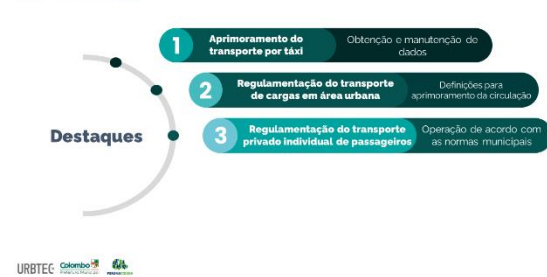 1
Aprimoramento do
transporte por táxi
Obtenção e manutenção de
dados
2
Regulamentação do transporte
de cargas em área urbana
Definições para
aprimoramento da circulação
Destaques
3
Regulamentação do transporte
privado individual de passageiros
Operação de acordo com
as normas municipais
URBTEC
Colombo